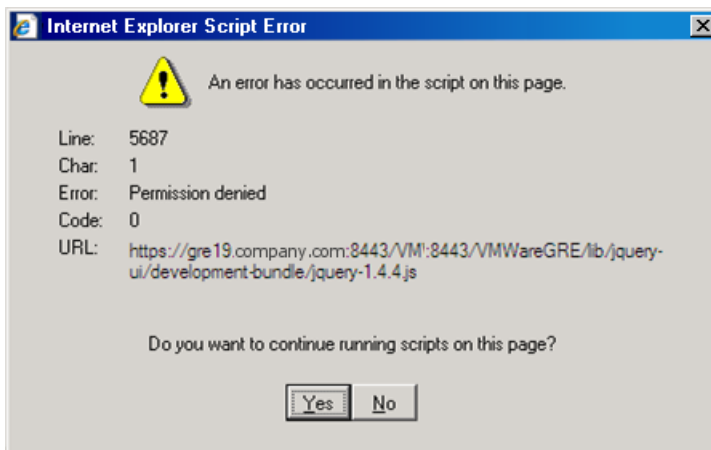 Internet Explorer Script Error
An error has occurred in the script on this page.
Line: 5687
Char: 1
Error: Permission denied
Code: 0
URL: https://gre19.company.com:8443/VM':8443/VMWareGRE/lib/jquery-
ui/development-bundle/jquery-1.4.4.js
Do you want to continue running scripts on this page?
Yes No